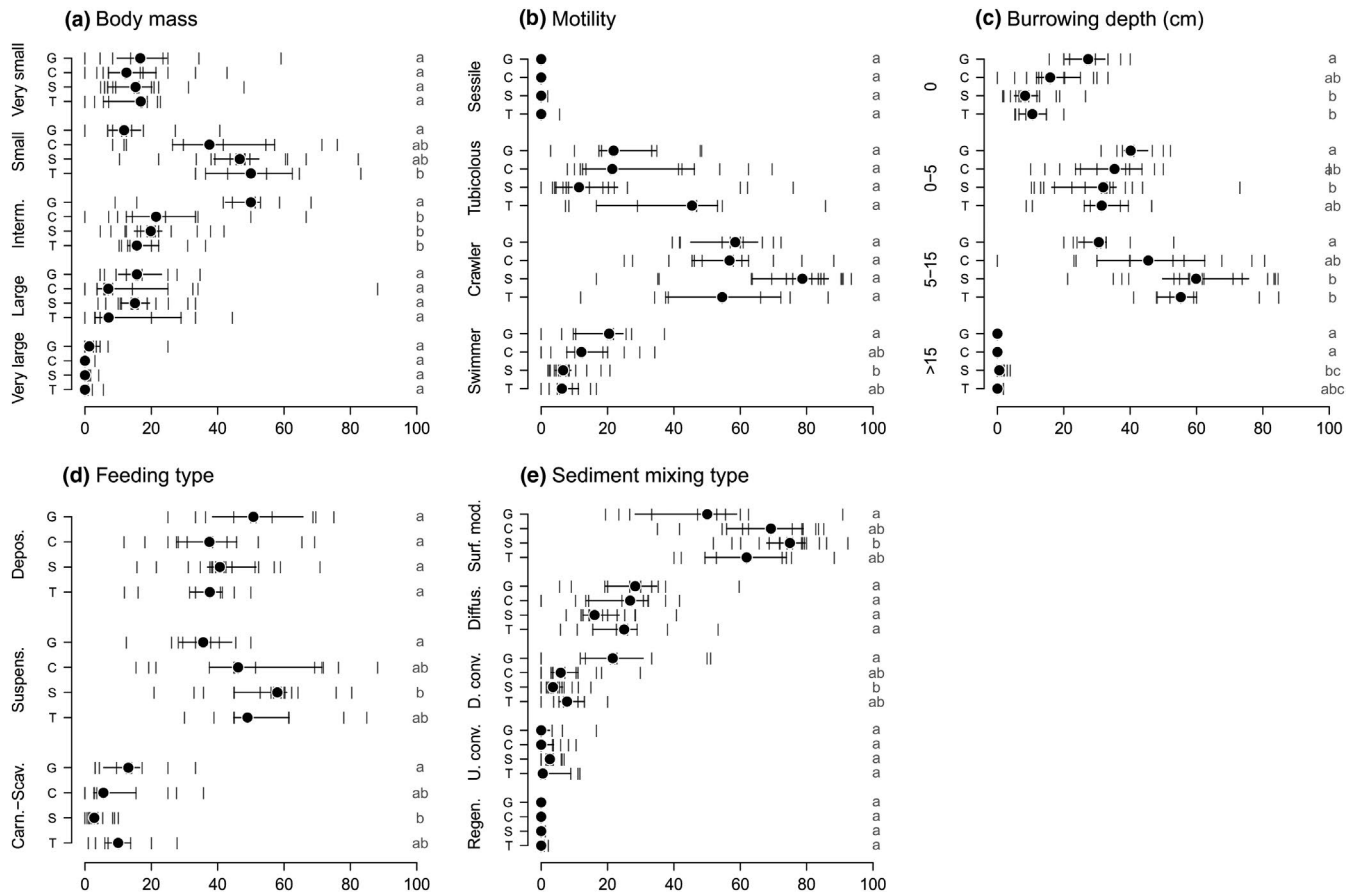 (a) Body mass
Very small
G a
C a
S a
T a
Small
G a
C ab
S ab
T b
Interm.
G a
C b
S b
T b
Large
G a
C a
S a
T a
Very large
G a
C a
S a
T a
0 20 40 60 80 100
(b) Motility
Sessile
G a
C a
S a
T a
Tubicolous
G a
C a
S a
T a
Crawler
G a
C a
S a
T a
Swimmer
G a
C ab
S b
T ab
0 20 40 60 80 100
(c) Burrowing depth (cm)
0
G a
C ab
S b
T b
0–5
G a
C ab
S b
T ab
5–15
G a
C ab
S b
T b
>15
G a
C a
S bc
T abc
0 20 40 60 80 100
(d) Feeding type
Depos.
G a
C a
S a
T a
Suspens.
G a
C ab
S b
T ab
Carn.–Scav.
G a
C ab
S b
T ab
0 20 40 60 80 100
(e) Sediment mixing type
Surf. mod.
G a
C ab
S b
T ab
Diffus.
G a
C a
S a
T a
D. conv.
G a
C ab
S b
T ab
U. conv.
G a
C a
S a
T a
Regen.
G a
C a
S a
T a
0 20 40 60 80 100